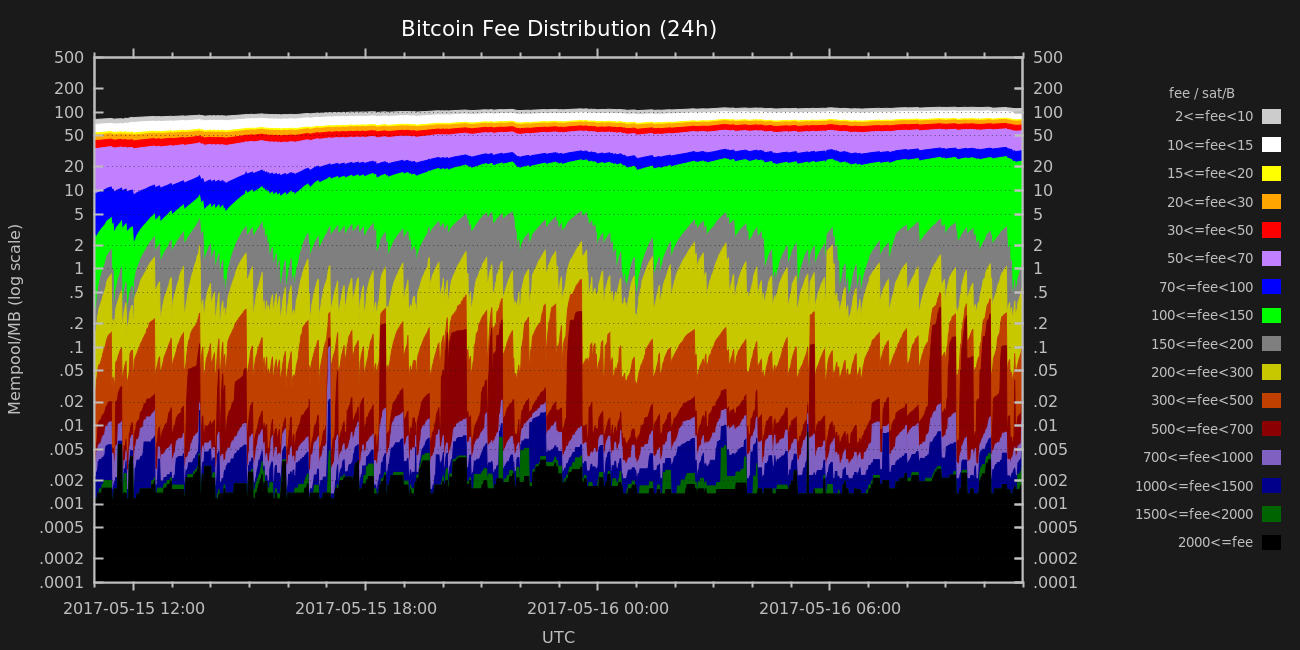 Bitcoin Fee Distribution (24h)
500 500
200 200
100 100
50 50
20 20
10 10
5 5
2 2
1 1
.5 .5
.2 .2
.1 .1
.05 .05
.02 .02
.01 .01
.005 .005
.002 .002
.001 .001
.0005 .0005
.0002 .0002
.0001 .0001
Mempool/MB (log scale)
2017-05-15 12:00 2017-05-15 18:00 2017-05-16 00:00 2017-05-16 06:00
UTC
fee / sat/B
2<=fee<10
10<=fee<15
15<=fee<20
20<=fee<30
30<=fee<50
50<=fee<70
70<=fee<100
100<=fee<150
150<=fee<200
200<=fee<300
300<=fee<500
500<=fee<700
700<=fee<1000
1000<=fee<1500
1500<=fee<2000
2000<=fee